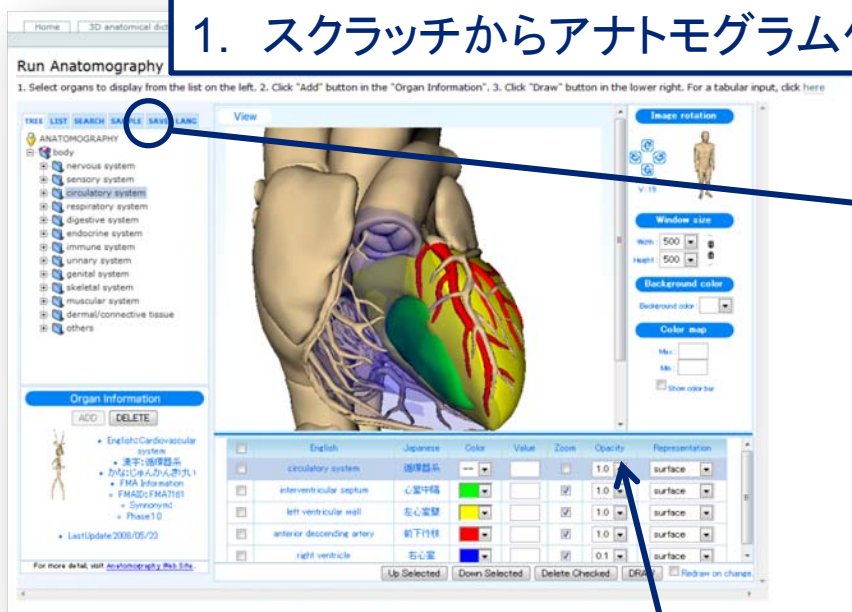 Home 3D anatomical dict
1. スクラッチからアナトモグラム
Run Anatomography
1. Select organs to display from the list on the left. 2. Click "Add" button in the "Organ Information". 3. Click "Draw" button in the lower right. For a tabular input, click here
TREE LIST SEARCH SAMPLE SAVE LANG
ANATOMOGRAPHY
body
nervous system
sensory system
circulatory system
respiratory system
digestive system
endocrine system
immune system
urinary system
genital system
skeletal system
muscular system
dermal/connective tissue
others
View
Image rotation
V:15
Window size
Width: 500
Height: 500
Background color
Background color:
Color map
Max:
Min:
Show color bar
Organ Information
ADD DELETE
English:Cardiovascular
system
漢字:循環器系
かな:じゅんかんきけい
FMA Information
FMAID:FMA7161
Synonym:
Phase:1.0
LastUpdate:2008/05/23
For more detail, visit Anatomography Web Site.
English Japanese Color Value Zoom Opacity Representation
circulatory system 循環器系 -- 1.0 surface
interventricular septum 心室中隔 1.0 surface
left ventricular wall 左心室壁 1.0 surface
anterior descending artery 前下行枝 1.0 surface
right ventricle 右心室 0.1 surface
Up Selected Down Selected Delete Checked DRAW Redraw on change.